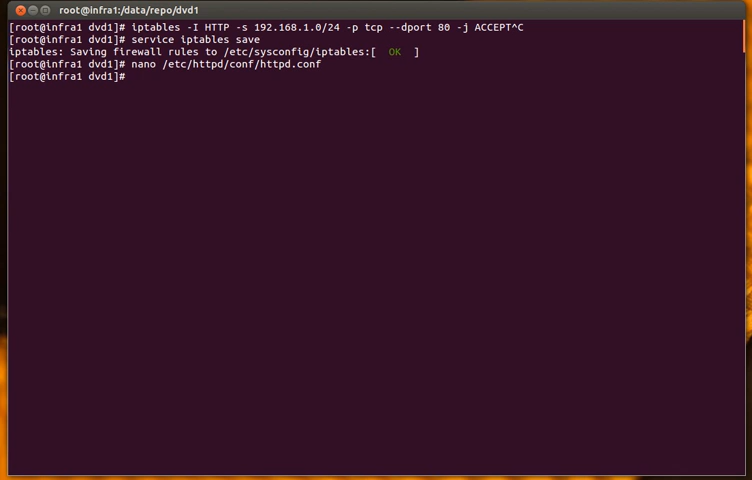 root@infra1:/data/repo/dvd1
[root@infra1 dvd1]# iptables -I HTTP -s 192.168.1.0/24 -p tcp --dport 80 -j ACCEPT^C
[root@infra1 dvd1]# service iptables save
iptables: Saving firewall rules to /etc/sysconfig/iptables:[  OK  ]
[root@infra1 dvd1]# nano /etc/httpd/conf/httpd.conf
[root@infra1 dvd1]#